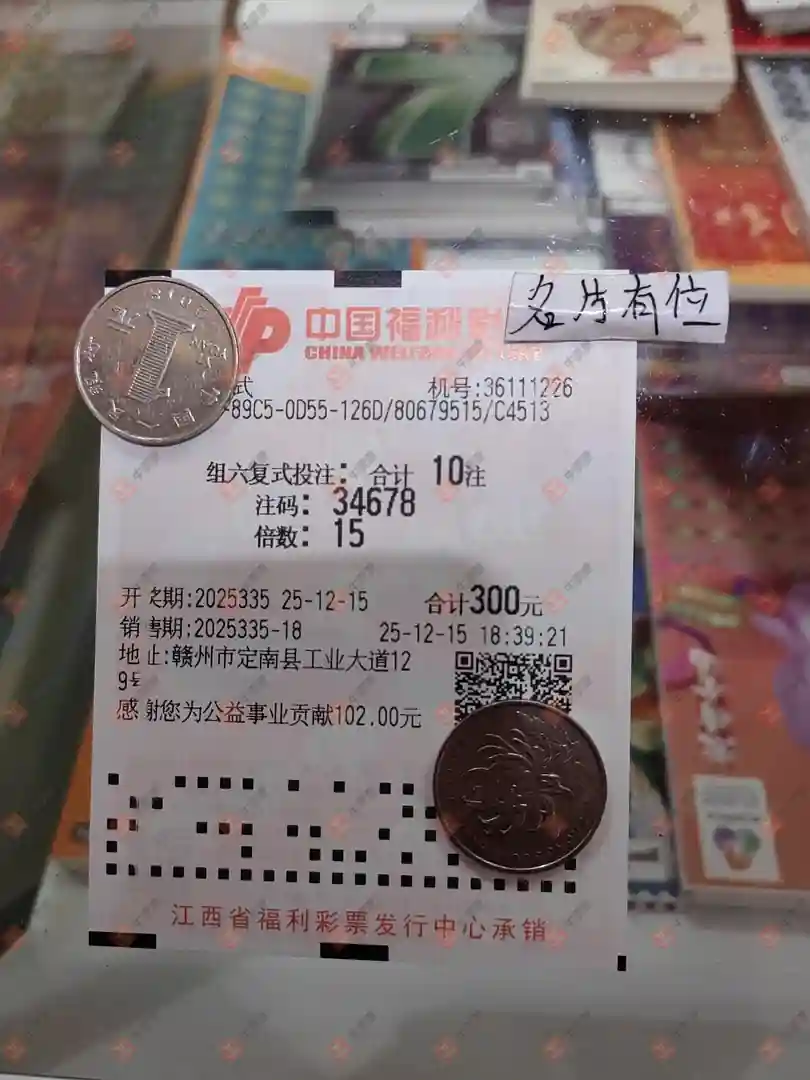 中国福利彩
CHINA WELFARE
名片有位
式 机号:36111226
-89C5-0D55-126D/80679515/C4513
组六复式投注: 合计 10注
注码: 34678
倍数: 15
开奖期:2025335 25-12-15 合计300元
销售期:2025335-18 25-12-15 18:39:21
地址:赣州市定南县工业大道12
9号
感谢您为公益事业贡献102.00元
江西省福利彩票发行中心承销
7